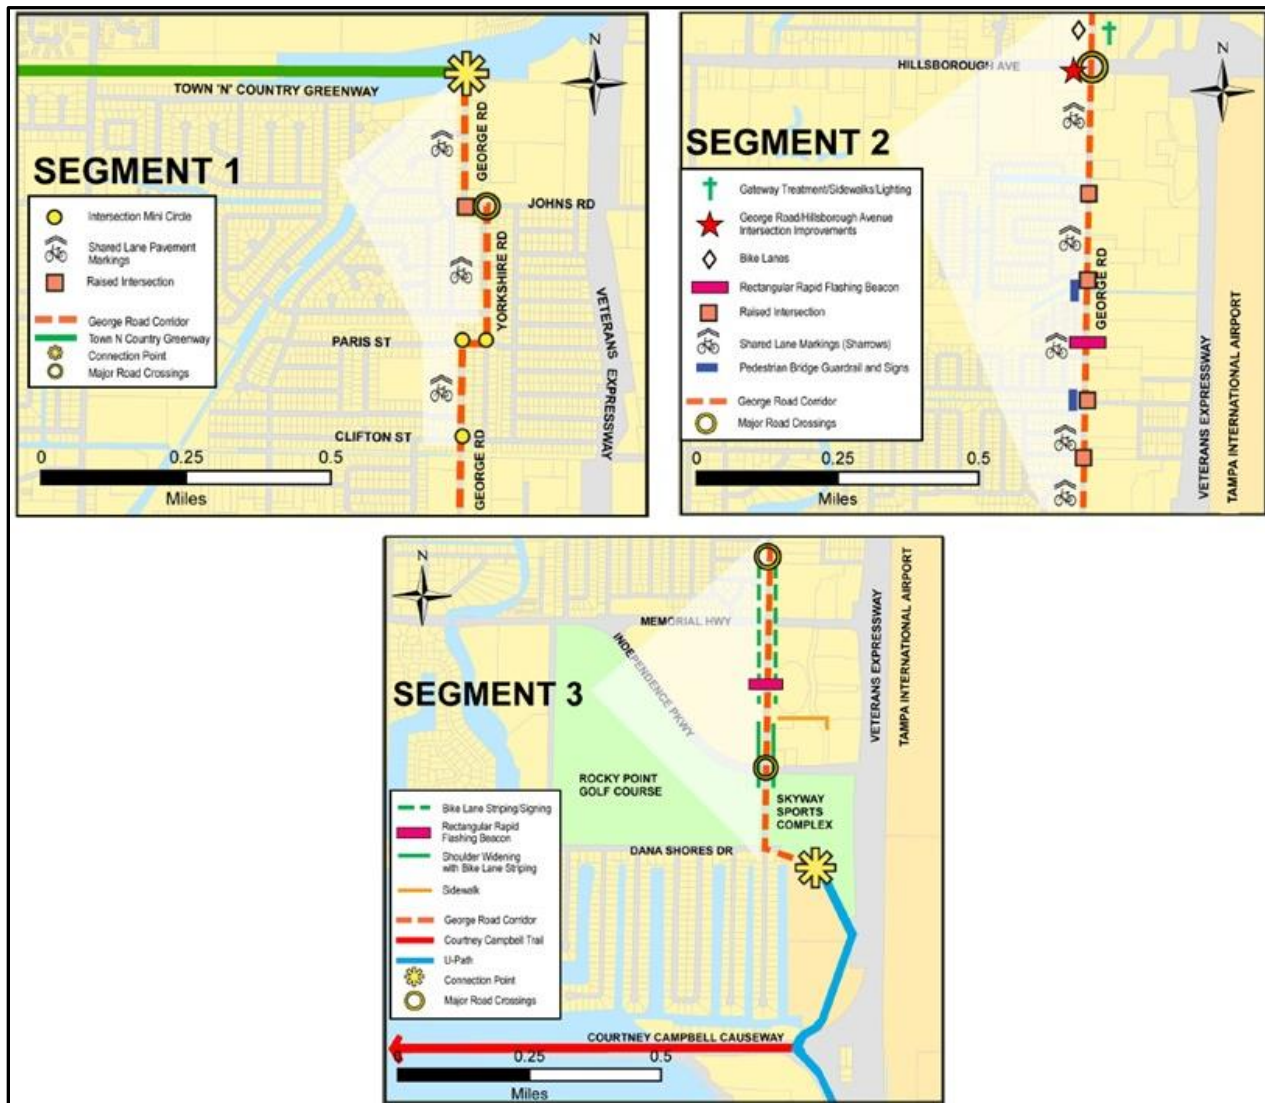 N
TOWN 'N' COUNTRY GREENWAY
GEORGE RD
SEGMENT 1
JOHNS RD
Intersection Mini Circle
Shared Lane Pavement
Markings
Raised Intersection
George Road Corridor
Town N Country Greenway
Connection Point
Major Road Crossings
YORKSHIRE RD
PARIS ST
VETERANS EXPRESSWAY
CLIFTON ST
GEORGE RD
0 0.25 0.5
Miles
N
HILLSBOROUGH AVE
SEGMENT 2
Gateway Treatment/Sidewalks/Lighting
George Road/Hillsborough Avenue
Intersection Improvements
Bike Lanes
Rectangular Rapid Flashing Beacon
Raised Intersection
Shared Lane Markings (Sharrows)
Pedestrian Bridge Guardrail and Signs
George Road Corridor
Major Road Crossings
GEORGE RD
VETERANS EXPRESSWAY
TAMPA INTERNATIONAL AIRPORT
0 0.25 0.5
Miles
N
MEMORIAL HWY
INDEPENDENCE PKWY
SEGMENT 3
VETERANS EXPRESSWAY
TAMPA INTERNATIONAL AIRPORT
ROCKY POINT
GOLF COURSE
SKYWAY
SPORTS
COMPLEX
Bike Lane Striping/Signing
Rectangular Rapid
Flashing Beacon
Shoulder Widening
with Bike Lane Striping
Sidewalk
George Road Corridor
Courtney Campbell Trail
U-Path
Connection Point
Major Road Crossings
DANA SHORES DR
COURTNEY CAMPBELL CAUSEWAY
0 0.25 0.5
Miles